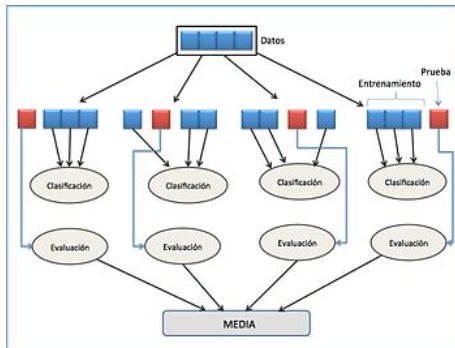 Datos
Prueba
Entrenamiento
Clasificación
Clasificación
Clasificación
Clasificación
Evaluación
Evaluación
Evaluación
Evaluación
MEDIA